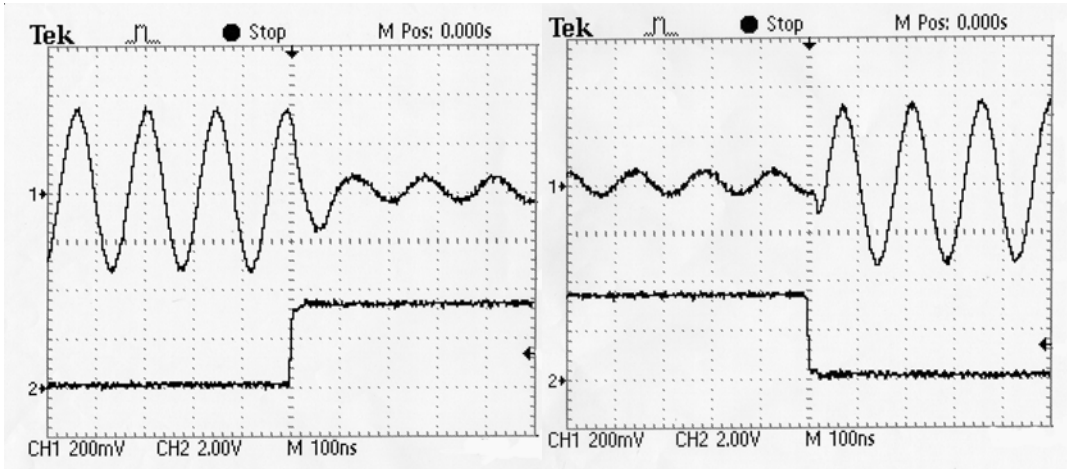 Tek Stop M Pos: 0.000s
1
2
CH1 200mV CH2 2.00V M 100ns
Tek Stop M Pos: 0.000s
1
2
CH1 200mV CH2 2.00V M 100ns